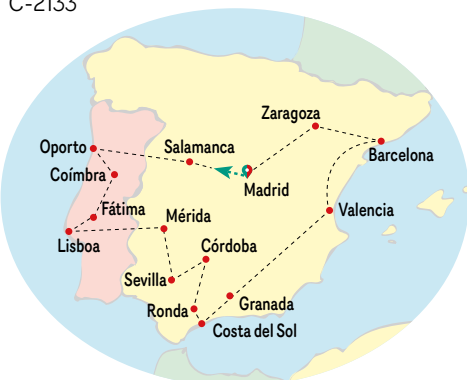 C-2133
Zaragoza
Oporto
Salamanca
Barcelona
Coímbra
Madrid
Fátima
Mérida
Valencia
Lisboa
Córdoba
Sevilla
Granada
Ronda
Costa del Sol